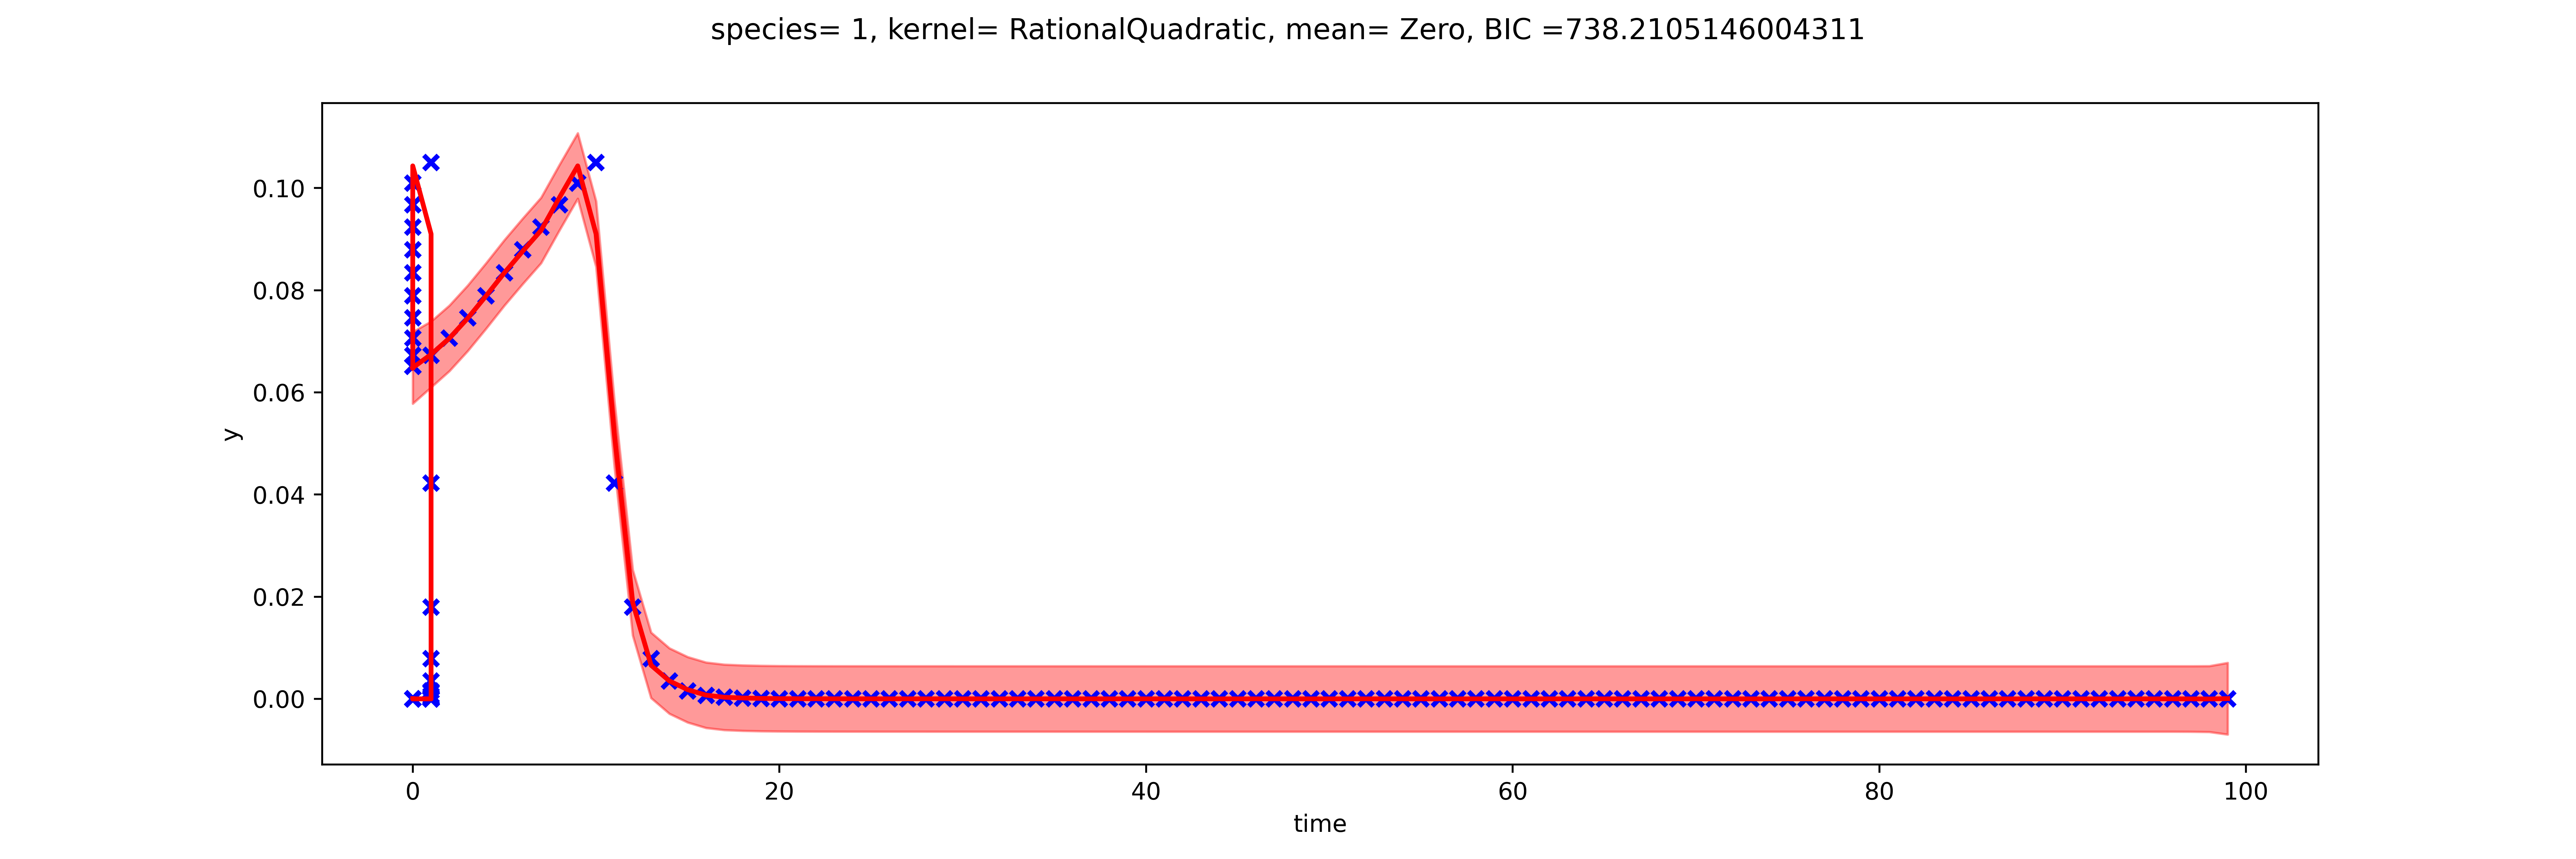 species= 1, kernel= RationalQuadratic, mean= Zero, BIC =738.2105146004311
0.10
0.08
0.06
0.04
0.02
0.00
y
0 20 40 60 80 100
time